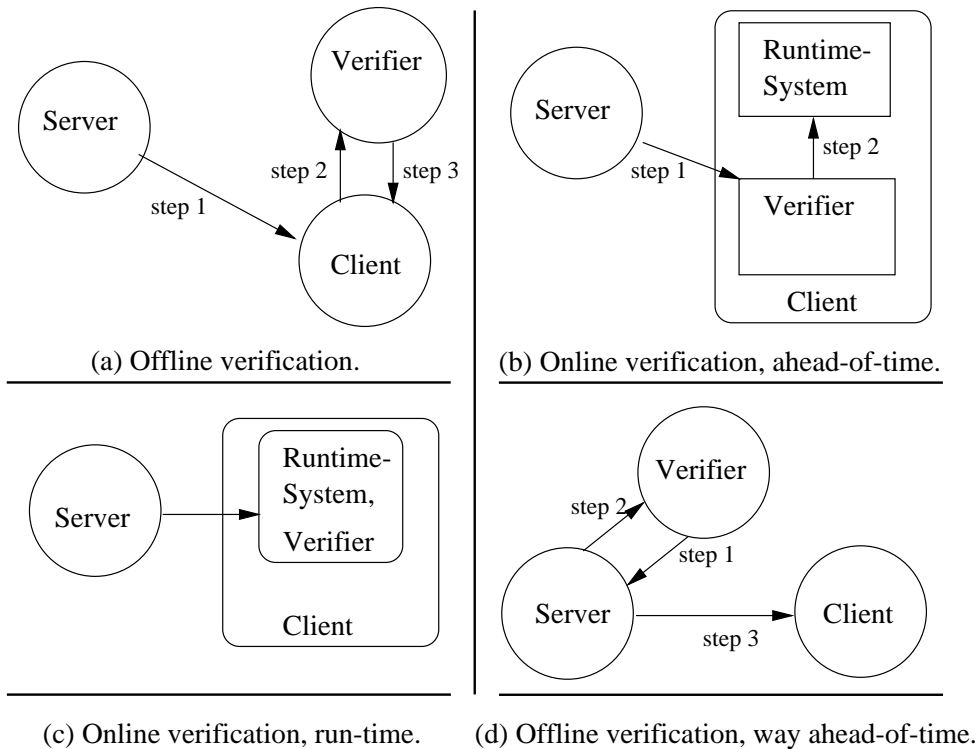 Server
Verifier
step 1
step 2
step 3
Client
(a) Offline verification.
Server
Runtime-
System
step 1
step 2
Verifier
Client
(b) Online verification, ahead-of-time.
Server
Runtime-
System,
Verifier
Client
(c) Online verification, run-time.
Verifier
step 2
step 1
Server
Client
step 3
(d) Offline verification, way ahead-of-time.